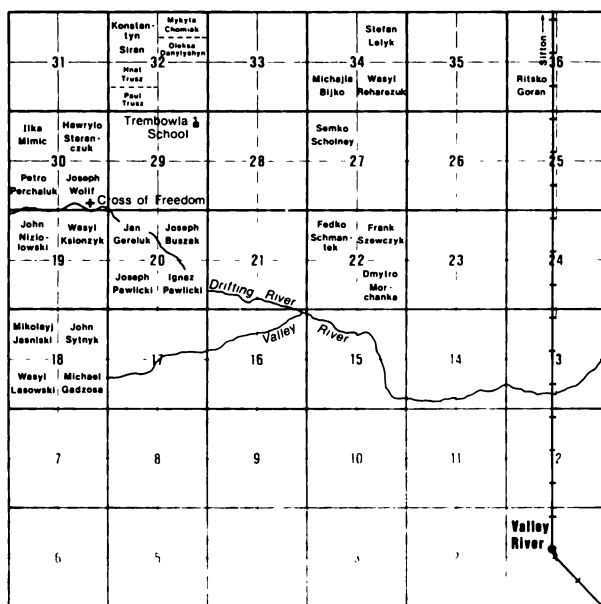 Konstan-
tyn
Siran
Mykyta
Chomiak
Oleksa
Danylyshyn
Stefan
Lelyk
Sifton
31
32
33
34
35
36
Hnat
Trusz
Paul
Trusz
Michajla
Bijko
Wasyl
Reharezuk
Ritsko
Goran
Ilka
Mimic
Hawrylo
Staran-
czuk
Trembowla
School
Semko
Scholney
30
29
28
27
26
25
Petro
Perchaluk
Joseph
Wolif
Cross of Freedom
John
Nizio-
lowski
Wasyl
Ksionzyk
Jan
Gereluk
Joseph
Buszak
Fedko
Schman-
tek
Frank
Szewczyk
19
20
21
22
23
24
Joseph
Pawlicki
Ignaz
Pawlicki
Dmytro
Mor-
chanka
Drifting River
Mikolayj
Jasniski
John
Sytnyk
Valley River
18
17
16
15
14
13
Wasyl
Lasowski
Michael
Gadzosa
7
8
9
10
11
12
Valley
River
6
5